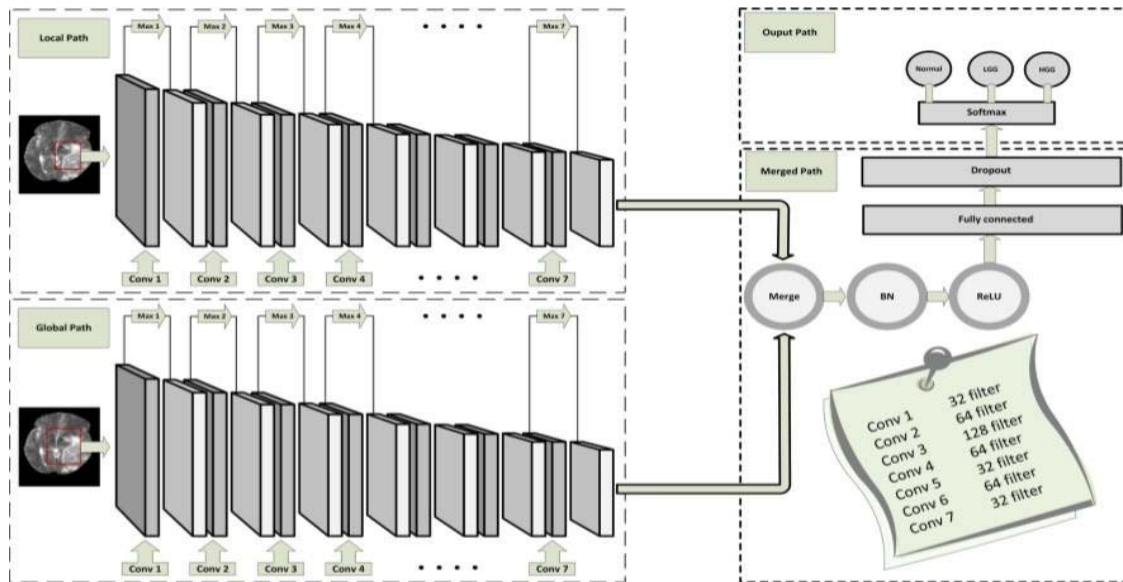 Local Path
Max 1
Max 2
Max 3
Max 4
Max 7
Conv 1
Conv 2
Conv 3
Conv 4
Conv 7
Global Path
Max 1
Max 2
Max 3
Max 4
Max 7
Conv 1
Conv 2
Conv 3
Conv 4
Conv 7
Ouput Path
Normal
LGG
HGG
Softmax
Merged Path
Dropout
Fully connected
Merge
BN
ReLU
Conv 1 32 filter
Conv 2 64 filter
Conv 3 128 filter
Conv 4 64 filter
Conv 5 32 filter
Conv 6 64 filter
Conv 7 32 filter